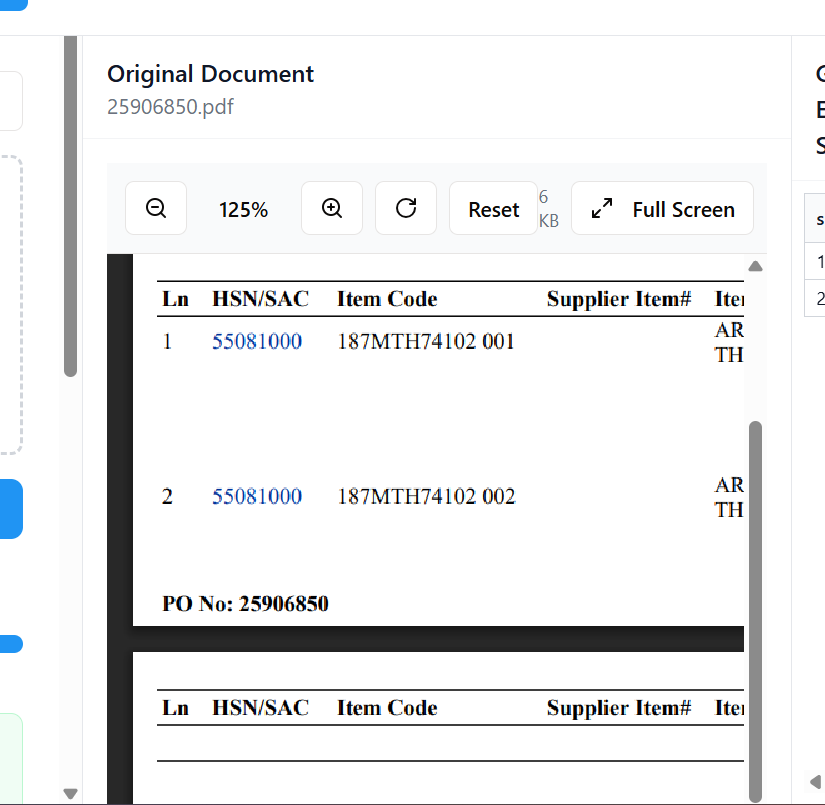 Original Document
25906850.pdf
125%
Reset
6
KB
Full Screen
Ln HSN/SAC Item Code Supplier Item#
1 55081000 187MTH74102 001 AR
TH
2 55081000 187MTH74102 002 AR
TH
PO No: 25906850
Ln HSN/SAC Item Code Supplier Item#
1
2